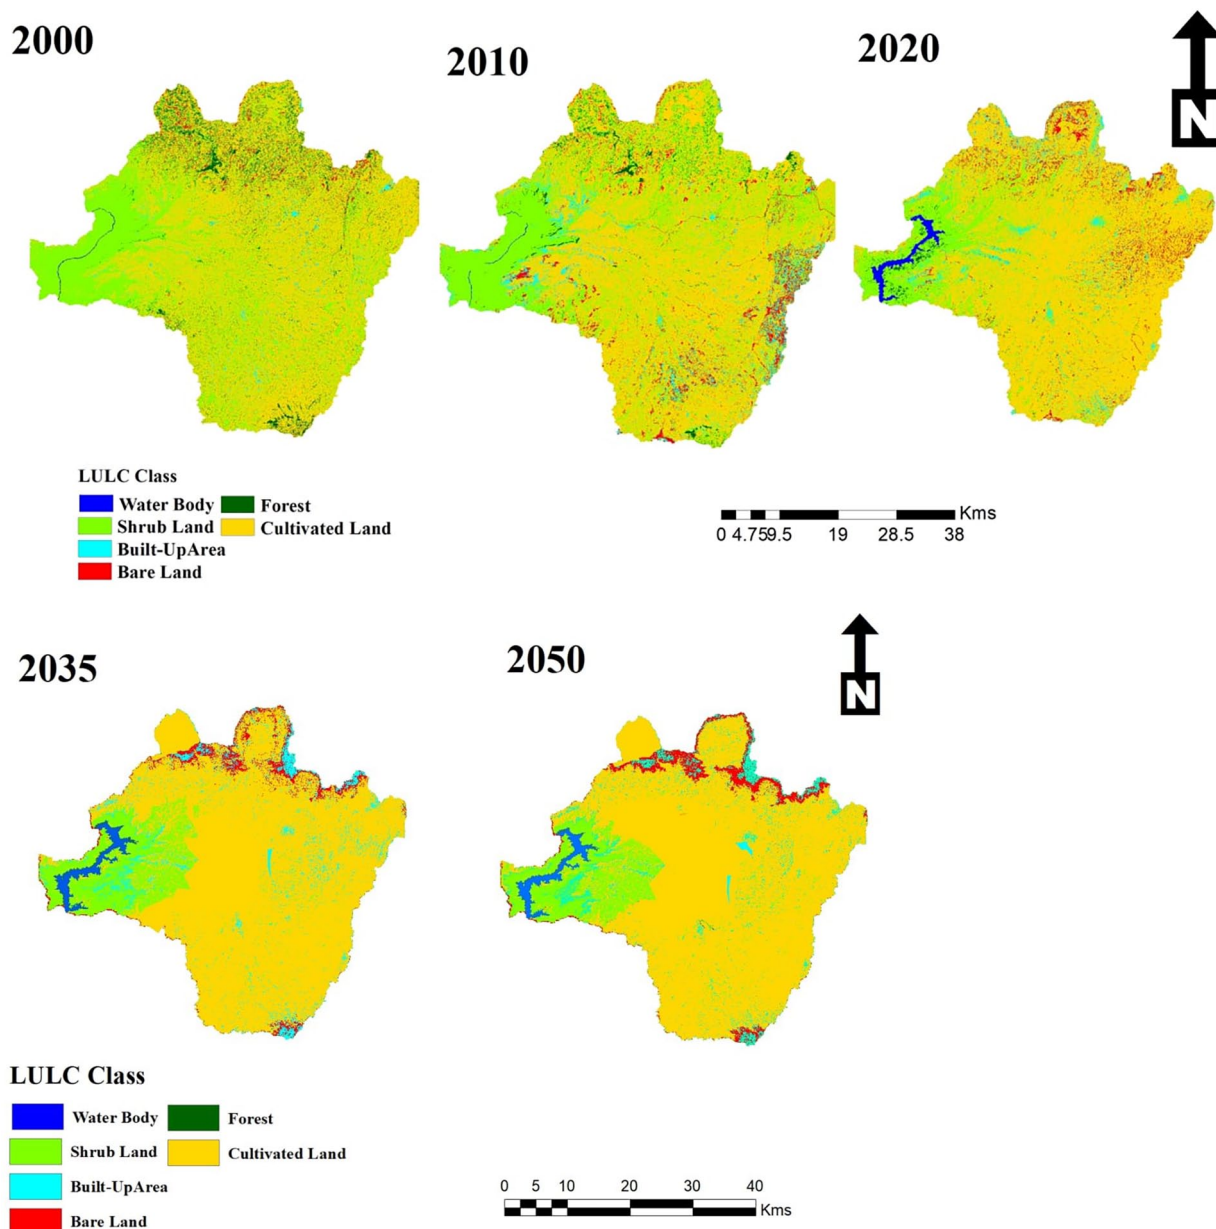 2000
2010
2020
N
LULC Class
Water Body Forest
Shrub Land Cultivated Land
Built-UpArea
Bare Land
Kms
0 4.759.5 19 28.5 38
2035
2050
N
LULC Class
Water Body Forest
Shrub Land Cultivated Land
Built-UpArea
Bare Land
0 5 10 20 30 40
Kms